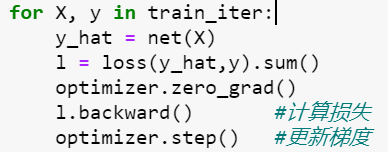 for X, y in train_iter:
    y_hat = net(X)
    l = loss(y_hat,y).sum()
    optimizer.zero_grad()
    l.backward()        #计算损失
    optimizer.step()    #更新梯度